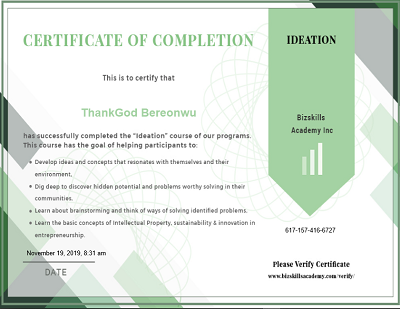 CERTIFICATE OF COMPLETION
IDEATION
This is to certify that
ThankGod Bereonwu
Bizskills
Academy Inc
has successfully completed the "Ideation" course of our programs.
This course has the goal of helping participants to:
Develop ideas and concepts that resonates with themselves and their
environment.
Dig deep to discover hidden potential and problems worthy solving in their
communities.
Learn about brainstorming and think of ways of solving identified problems.
Learn the basic concepts of Intellectual Property, sustainability & innovation in
entrepreneurship.
617-157-416-6727
November 19, 2019, 8:31 am
DATE
Please Verify Certificate
www.bizskillsacademy.com/verify/